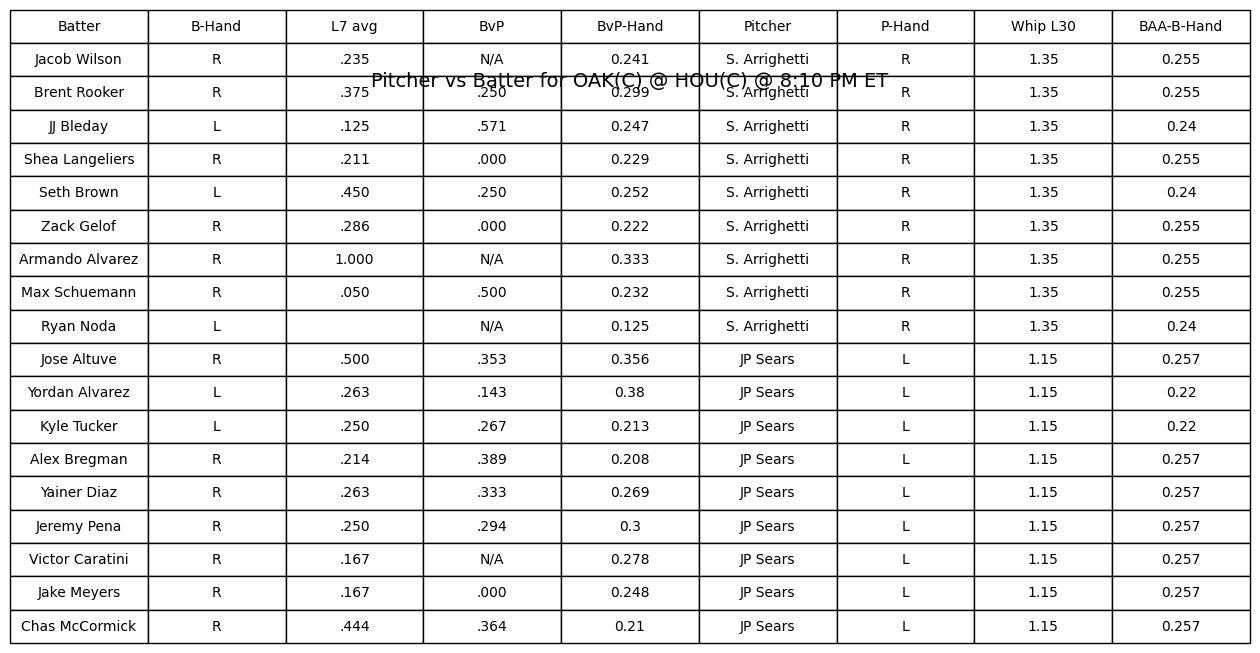 Batter B-Hand L7 avg BvP BvP-Hand Pitcher P-Hand Whip L30 BAA-B-Hand
Jacob Wilson R .235 N/A 0.241 S. Arrighetti R 1.35 0.255
Pitcher vs Batter for OAK(C) @ HOU(C) @ 8:10 PM ET
Brent Rooker R .375 .250 0.299 S. Arrighetti R 1.35 0.255
JJ Bleday L .125 .571 0.247 S. Arrighetti R 1.35 0.24
Shea Langeliers R .211 .000 0.229 S. Arrighetti R 1.35 0.255
Seth Brown L .450 .250 0.252 S. Arrighetti R 1.35 0.24
Zack Gelof R .286 .000 0.222 S. Arrighetti R 1.35 0.255
Armando Alvarez R 1.000 N/A 0.333 S. Arrighetti R 1.35 0.255
Max Schuemann R .050 .500 0.232 S. Arrighetti R 1.35 0.255
Ryan Noda L N/A 0.125 S. Arrighetti R 1.35 0.24
Jose Altuve R .500 .353 0.356 JP Sears L 1.15 0.257
Yordan Alvarez L .263 .143 0.38 JP Sears L 1.15 0.22
Kyle Tucker L .250 .267 0.213 JP Sears L 1.15 0.22
Alex Bregman R .214 .389 0.208 JP Sears L 1.15 0.257
Yainer Diaz R .263 .333 0.269 JP Sears L 1.15 0.257
Jeremy Pena R .250 .294 0.3 JP Sears L 1.15 0.257
Victor Caratini R .167 N/A 0.278 JP Sears L 1.15 0.257
Jake Meyers R .167 .000 0.248 JP Sears L 1.15 0.257
Chas McCormick R .444 .364 0.21 JP Sears L 1.15 0.257